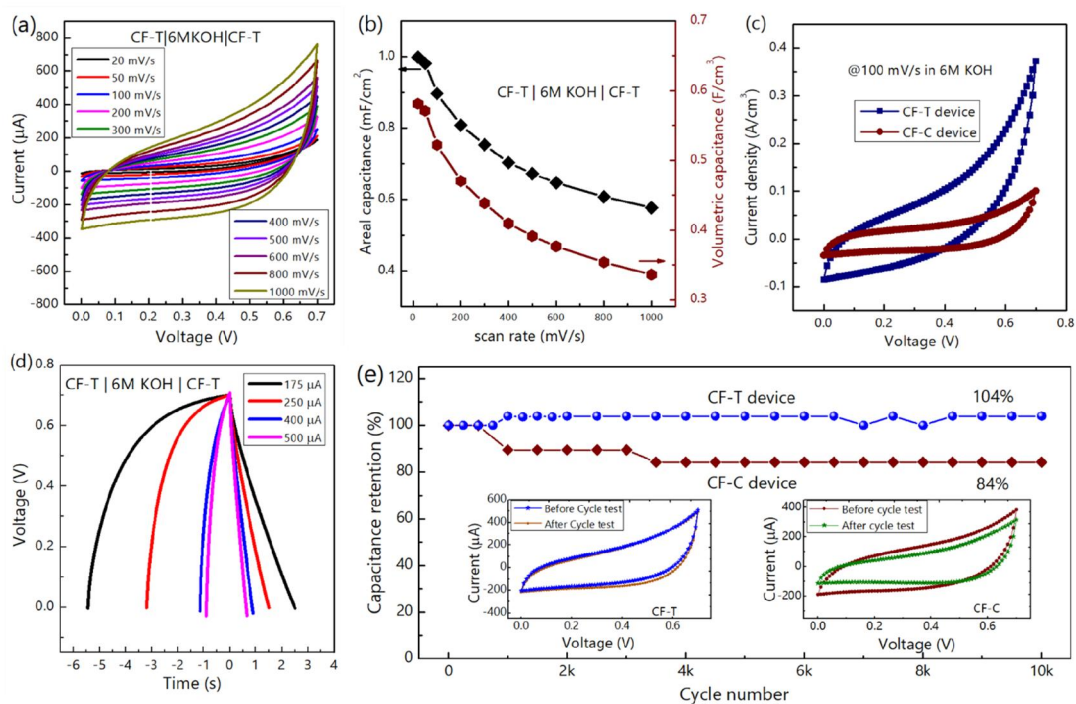 (a)
CF-T|6MKOH|CF-T
20 mV/s
50 mV/s
100 mV/s
200 mV/s
300 mV/s
400 mV/s
500 mV/s
600 mV/s
800 mV/s
1000 mV/s
800
600
400
200
0
-200
-400
-600
-800
Current (µA)
0.0 0.1 0.2 0.3 0.4 0.5 0.6 0.7
Voltage (V)
(b)
CF-T | 6 MKOH | CF-T
1.0
0.8
0.6
0.4
Areal capacitance (mF/cm²)
0.7
0.6
0.5
0.4
0.3
Volumetric capacitance (F/cm³)
200 400 600 800 1000
scan rate (mV/s)
(c)
@100 mV/s in 6M KOH
CF-T device
CF-C device
0.4
0.3
0.2
0.1
0.0
-0.1
Current density (A/cm³)
0.0 0.2 0.4 0.6 0.8
Voltage (V)
(d)
CF-T | 6M KOH | CF-T
175 µA
250 µA
400 µA
500 µA
0.8
0.6
0.4
0.2
0.0
Voltage (V)
-6 -5 -4 -3 -2 -1 0 1 2 3 4
Time (s)
(e)
CF-T device 104%
CF-C device 84%
120
100
80
60
40
20
0
Capacitance retention (%)
0 2k 4k 6k 8k 10k
Cycle number
Before Cycle test
After Cycle test
600
400
200
0
-200
-400
Current (µA)
CF-T
0.0 0.2 0.4 0.6
Voltage (V)
Before cycle test
After cycle test
400
200
0
-200
Current (µA)
CF-C
0.0 0.2 0.4 0.6
Voltage (V)